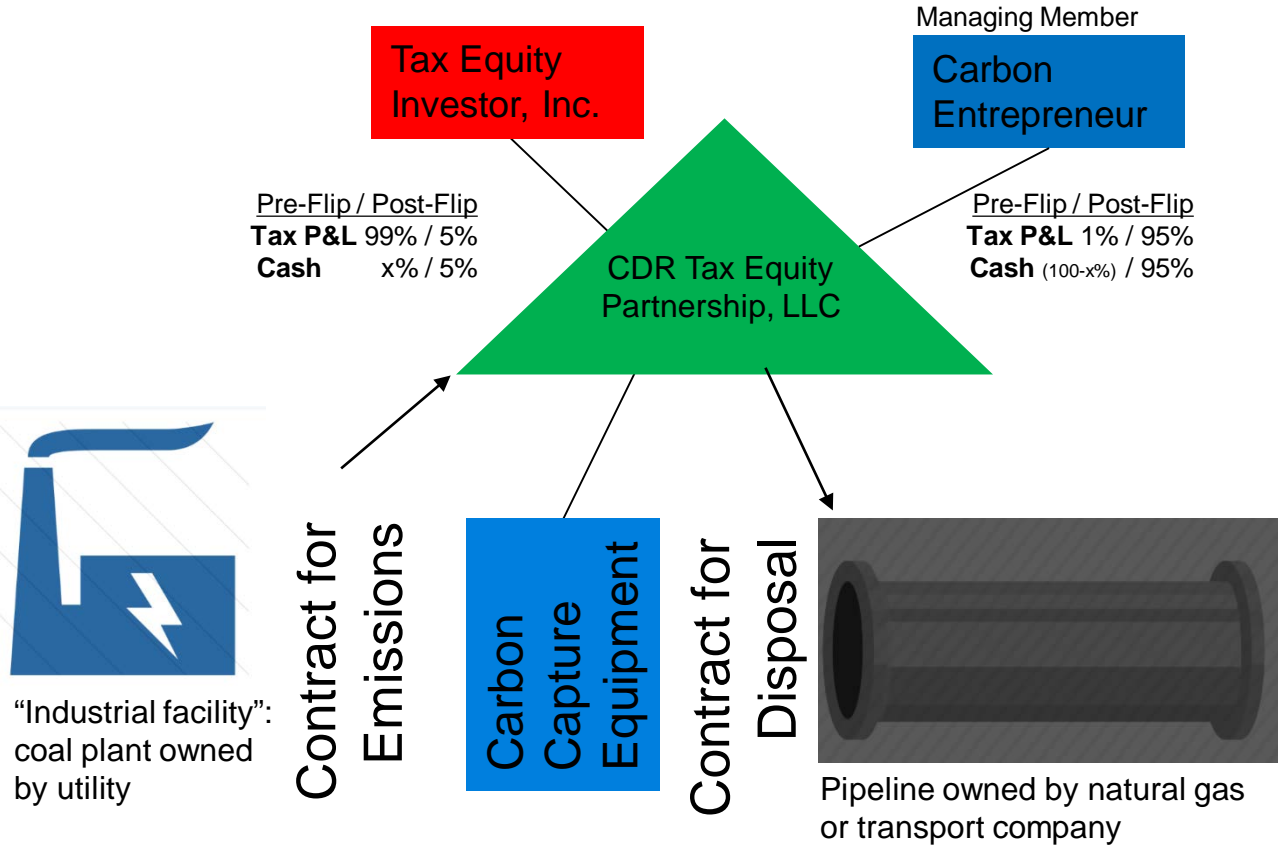 Managing Member
Tax Equity
Investor, Inc.
Carbon
Entrepreneur
Pre-Flip / Post-Flip
Tax P&L 99% / 5%
Cash x% / 5%
Pre-Flip / Post-Flip
Tax P&L 1% / 95%
Cash (100-x%) / 95%
CDR Tax Equity
Partnership, LLC
Contract for
Emissions
Carbon
Capture
Equipment
Contract for
Disposal
“Industrial facility”:
coal plant owned
by utility
Pipeline owned by natural gas
or transport company